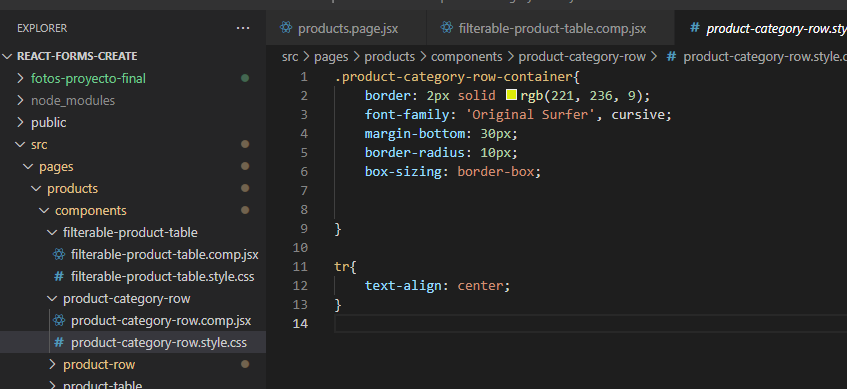 EXPLORER
REACT-FORMS-CREATE
fotos-proyecto-final
node_modules
public
src
pages
products
components
filterable-product-table
filterable-product-table.comp.jsx
filterable-product-table.style.css
product-category-row
product-category-row.comp.jsx
product-category-row.style.css
product-row
product-table
products.page.jsx
filterable-product-table.comp.jsx
# product-category-row.sty
src > pages > products > components > product-category-row > # product-category-row.style.c
1 .product-category-row-container{
2 border: 2px solid rgb(221, 236, 9);
3 font-family: 'Original Surfer', cursive;
4 margin-bottom: 30px;
5 border-radius: 10px;
6 box-sizing: border-box;
7
8
9 }
10
11 tr{
12 text-align: center;
13 }
14